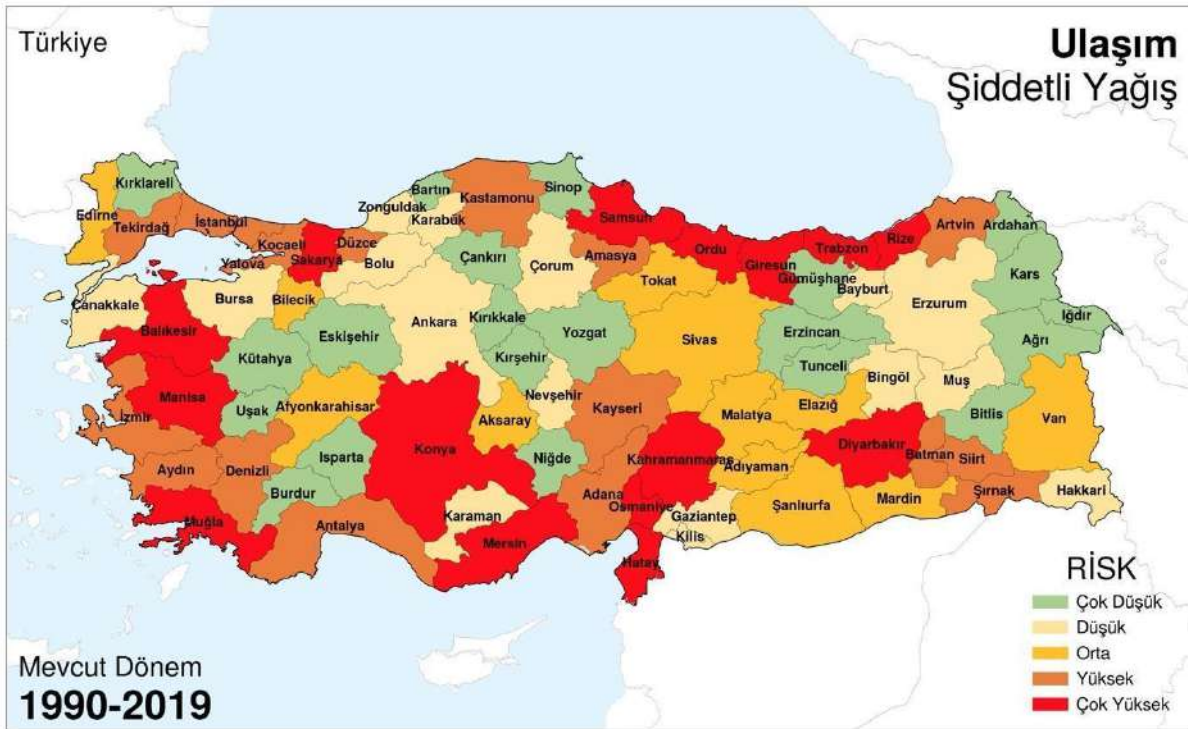 Türkiye
Ulaşım
Şiddetli Yağış
Kırklareli
Edirne
Tekirdağ
İstanbul
Kocaeli
Yalova
Sakarya
Düzce
Zonguldak
Bartın
Karabük
Kastamonu
Sinop
Bolu
Çankırı
Çorum
Samsun
Amasya
Ordu
Tokat
Giresun
Trabzon
Rize
Artvin
Ardahan
Gümüşhane
Bayburt
Kars
Erzurum
Iğdır
Ağrı
Çanakkale
Bursa
Bilecik
Balıkesir
Kütahya
Eskişehir
Ankara
Kırıkkale
Kırşehir
Yozgat
Sivas
Erzincan
Tunceli
Bingöl
Muş
Bitlis
Van
Manisa
İzmir
Uşak
Afyonkarahisar
Konya
Aksaray
Nevşehir
Kayseri
Malatya
Elazığ
Diyarbakır
Batman
Siirt
Aydın
Denizli
Isparta
Burdur
Niğde
Kahramanmaraş
Adıyaman
Şanlıurfa
Mardin
Şırnak
Hakkari
Muğla
Antalya
Karaman
Mersin
Adana
Osmaniye
Gaziantep
Kilis
Hatay
RİSK
Çok Düşük
Düşük
Orta
Yüksek
Çok Yüksek
Mevcut Dönem
1990-2019